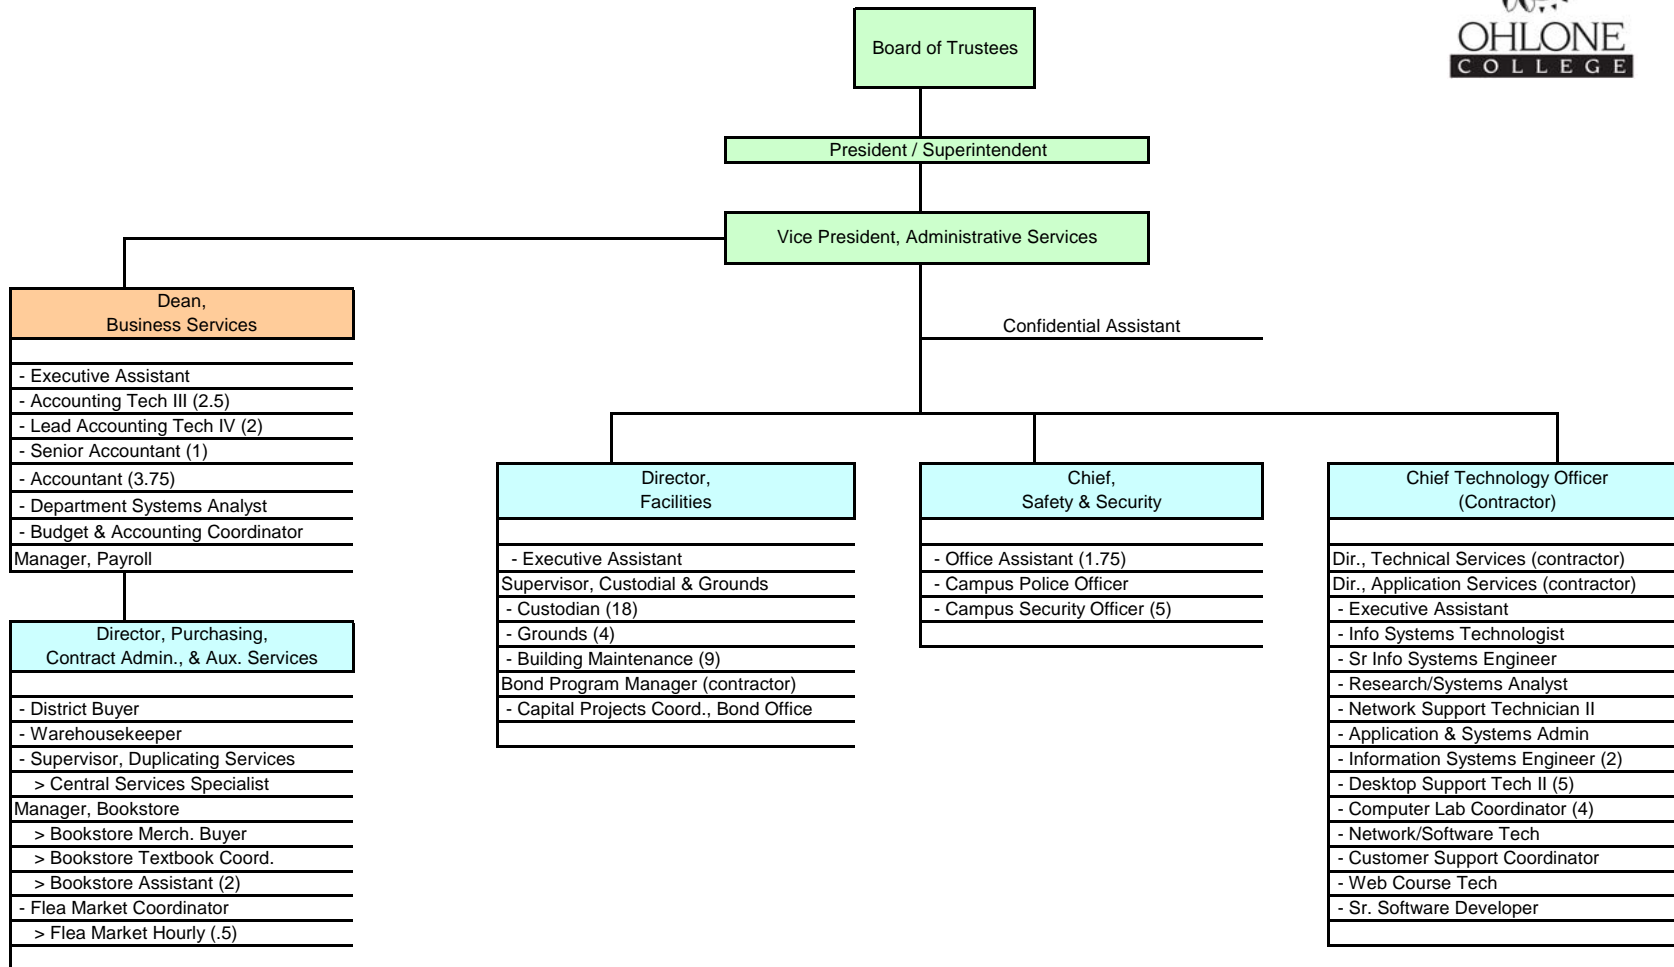 OHLONE
COLLEGE
Board of Trustees
President / Superintendent
Vice President, Administrative Services
Confidential Assistant
Dean,
Business Services
- Executive Assistant
- Accounting Tech III (2.5)
- Lead Accounting Tech IV (2)
- Senior Accountant (1)
- Accountant (3.75)
- Department Systems Analyst
- Budget & Accounting Coordinator
Manager, Payroll
Director, Purchasing,
Contract Admin., & Aux. Services
- District Buyer
- Warehousekeeper
- Supervisor, Duplicating Services
> Central Services Specialist
Manager, Bookstore
> Bookstore Merch. Buyer
> Bookstore Textbook Coord.
> Bookstore Assistant (2)
- Flea Market Coordinator
> Flea Market Hourly (.5)
Director,
Facilities
- Executive Assistant
Supervisor, Custodial & Grounds
- Custodian (18)
- Grounds (4)
- Building Maintenance (9)
Bond Program Manager (contractor)
- Capital Projects Coord., Bond Office
Chief,
Safety & Security
- Office Assistant (1.75)
- Campus Police Officer
- Campus Security Officer (5)
Chief Technology Officer
(Contractor)
Dir., Technical Services (contractor)
Dir., Application Services (contractor)
- Executive Assistant
- Info Systems Technologist
- Sr Info Systems Engineer
- Research/Systems Analyst
- Network Support Technician II
- Application & Systems Admin
- Information Systems Engineer (2)
- Desktop Support Tech II (5)
- Computer Lab Coordinator (4)
- Network/Software Tech
- Customer Support Coordinator
- Web Course Tech
- Sr. Software Developer